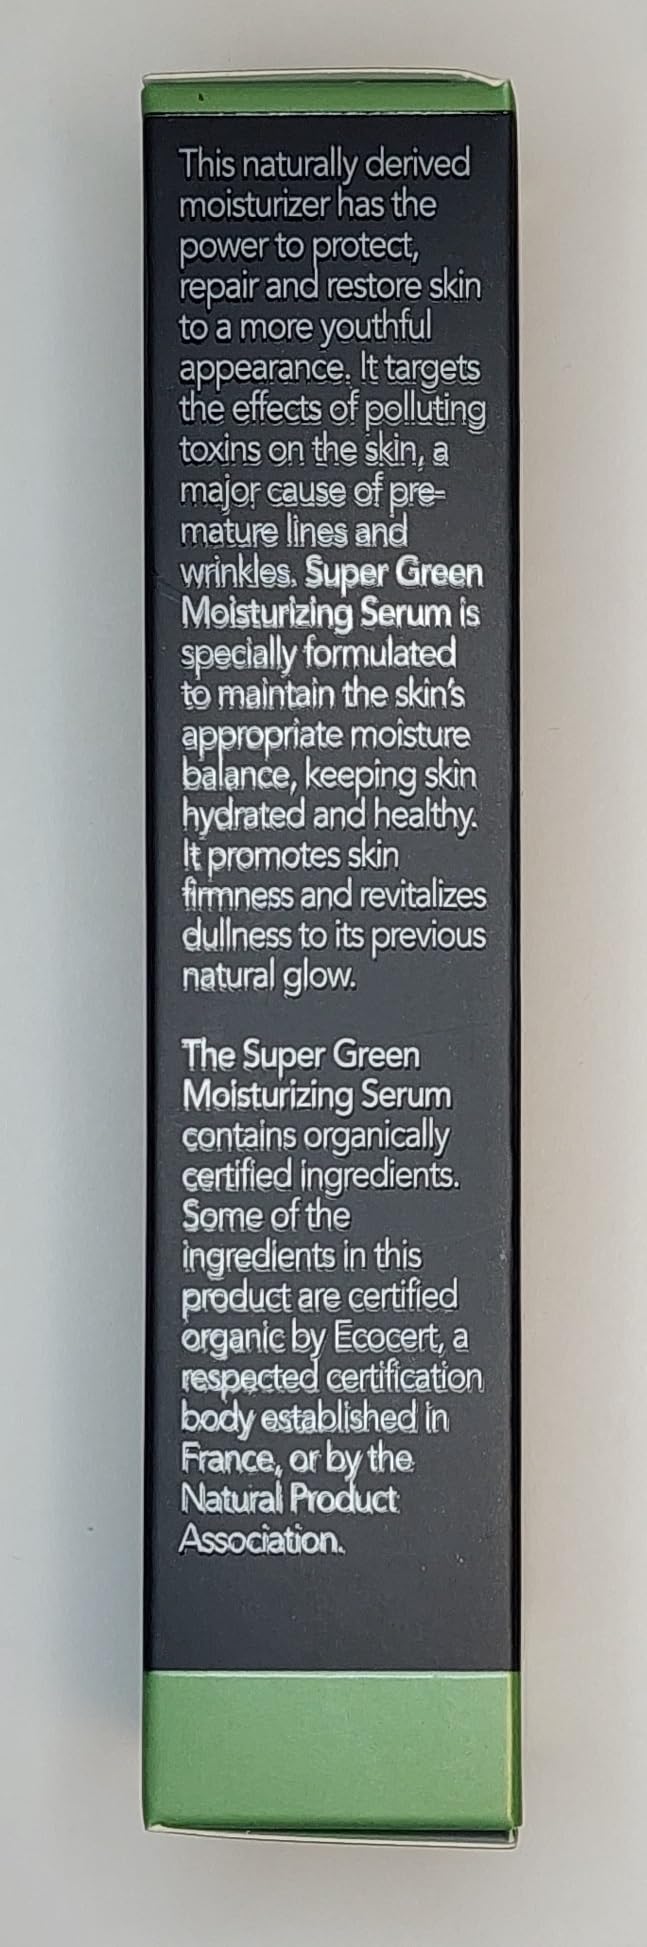 This naturally derived
moisturizer has the
power to protect,
repair and restore skin
to a more youthful
appearance. It targets
the effects of polluting
toxins on the skin, a
major cause of pre-
mature lines and
wrinkles. Super Green
Moisturizing Serum is
specially formulated
to maintain the skin's
appropriate moisture
balance, keeping skin
hydrated and healthy.
It promotes skin
firmness and revitalizes
dullness to its previous
natural glow.
The Super Green
Moisturizing Serum
contains organically
certified ingredients.
Some of the
ingredients in this
product are certified
organic by Ecocert, a
respected certification
body established in
France, or by the
Natural Product
Association.